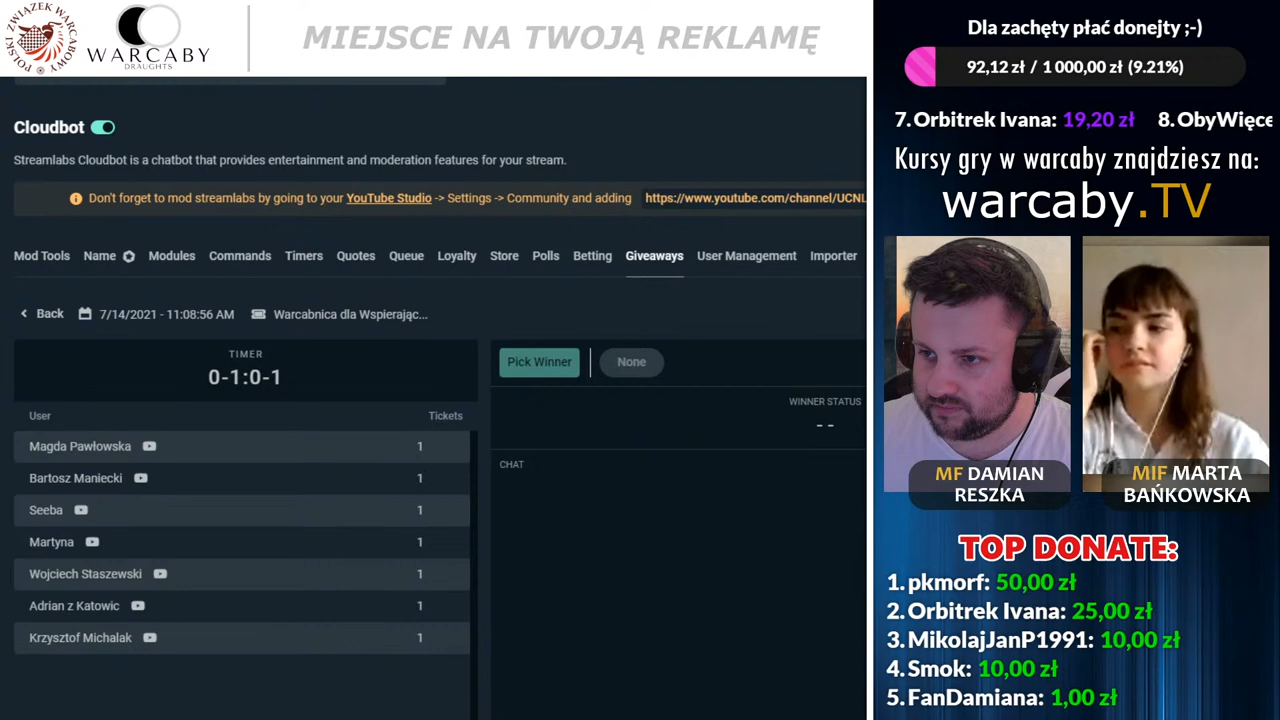 POLSKI ZWIĄZEK WARCABOWY
WARCABY
DRAUGHTS
MIEJSCE NA TWOJĄ REKLAMĘ
Cloudbot
Streamlabs Cloudbot is a chatbot that provides entertainment and moderation features for your stream.
Don't forget to mod streamlabs by going to your YouTube Studio -> Settings -> Community and adding https://www.youtube.com/channel/UCNL
Mod Tools Name Modules Commands Timers Quotes Queue Loyalty Store Polls Betting Giveaways User Management Importer
Back 7/14/2021 - 11:08:56 AM Warcabnica dla Wspierając...
TIMER
0-1:0-1
User Tickets
Magda Pawłowska 1
Bartosz Maniecki 1
Seeba 1
Martyna 1
Wojciech Staszewski 1
Adrian z Katowic 1
Krzysztof Michalak 1
Pick Winner None
WINNER STATUS
--
CHAT
Dla zachęty płać donejty ;-)
92,12 zł / 1 000,00 zł (9.21%)
7. Orbitrek Ivana: 19,20 zł 8. ObyWięce
Kursy gry w warcaby znajdziesz na:
warcaby.TV
MF DAMIAN
RESZKA
MIF MARTA
BAŃKOWSKA
TOP DONATE:
1. pkmorf: 50,00 zł
2. Orbitrek Ivana: 25,00 zł
3. MikolajJanP1991: 10,00 zł
4. Smok: 10,00 zł
5. FanDamiana: 1,00 zł